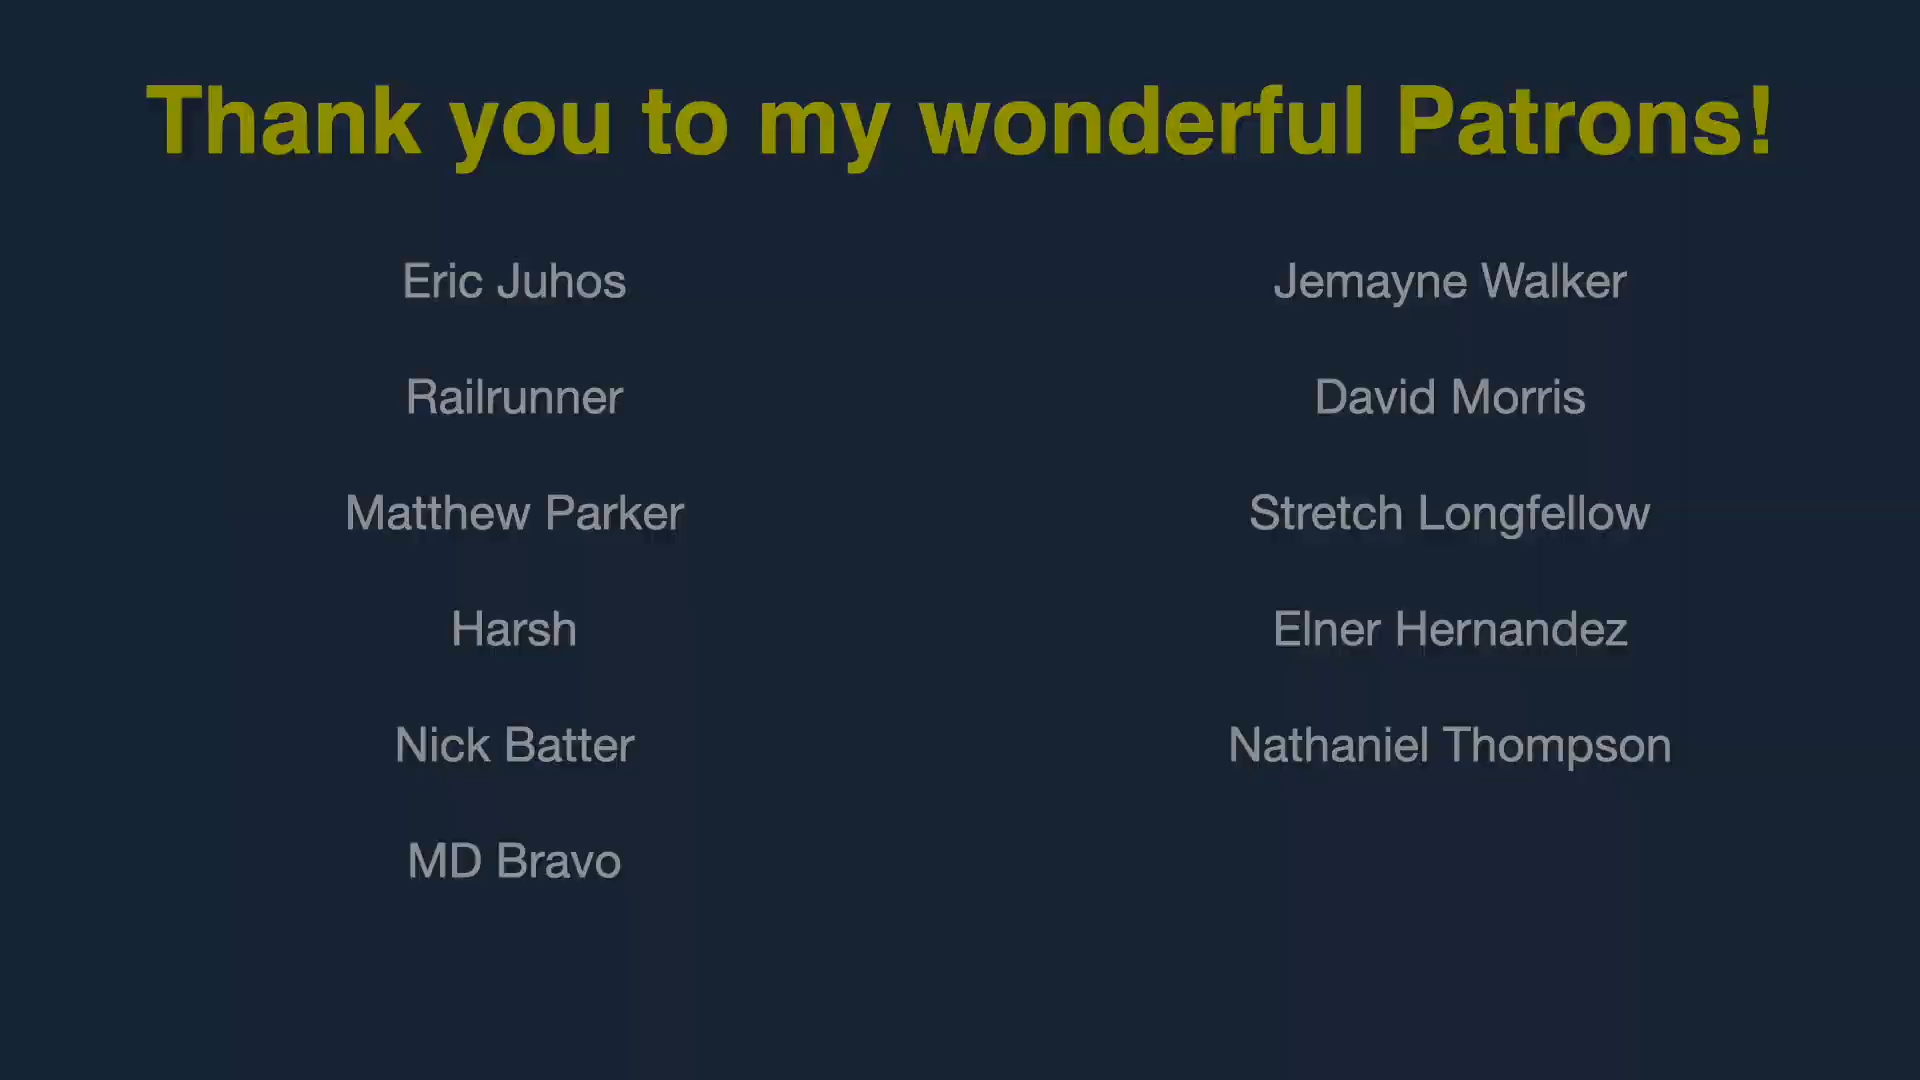 Thank you to my wonderful Patrons!
Eric Juhos
Railrunner
Matthew Parker
Harsh
Nick Batter
MD Bravo
Jemayne Walker
David Morris
Stretch Longfellow
Elner Hernandez
Nathaniel Thompson